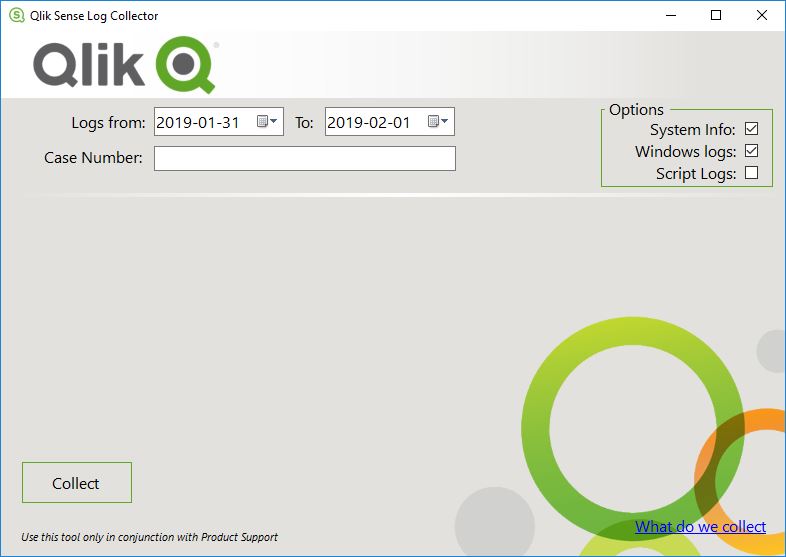 Qlik Sense Log Collector
Qlik
Logs from: 2019-01-31 To: 2019-02-01
Case Number:
Options
System Info:
Windows logs:
Script Logs:
Collect
What do we collect
Use this tool only in conjunction with Product Support